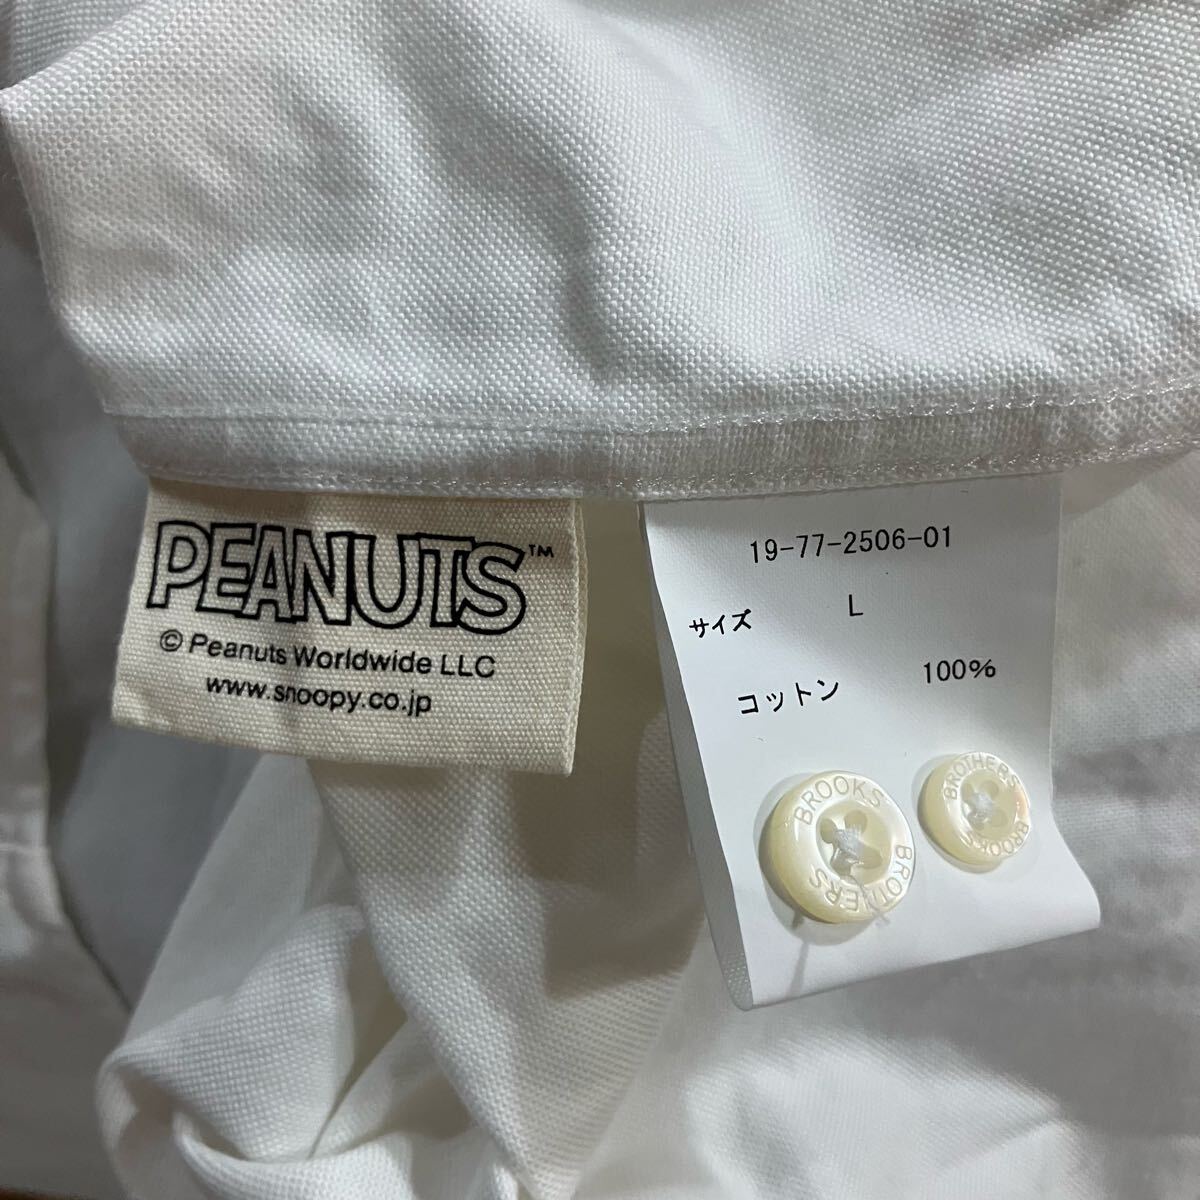 PEANUTS™
© Peanuts Worldwide LLC
www.snoopy.co.jp
19-77-2506-01
サイズ L
コットン 100%
BROOKS BROTHERS
BROTHERS BROOKS